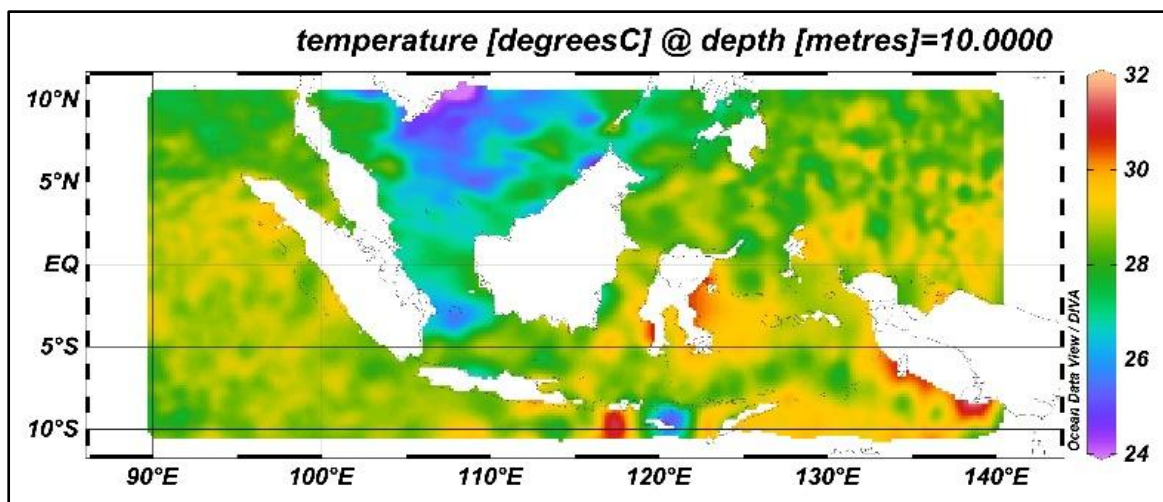 temperature [degreesC] @ depth [metres]=10.0000
10°N
5°N
EQ
5°S
10°S
90°E
100°E
110°E
120°E
130°E
140°E
32
30
28
26
24
Ocean Data View / DIVA